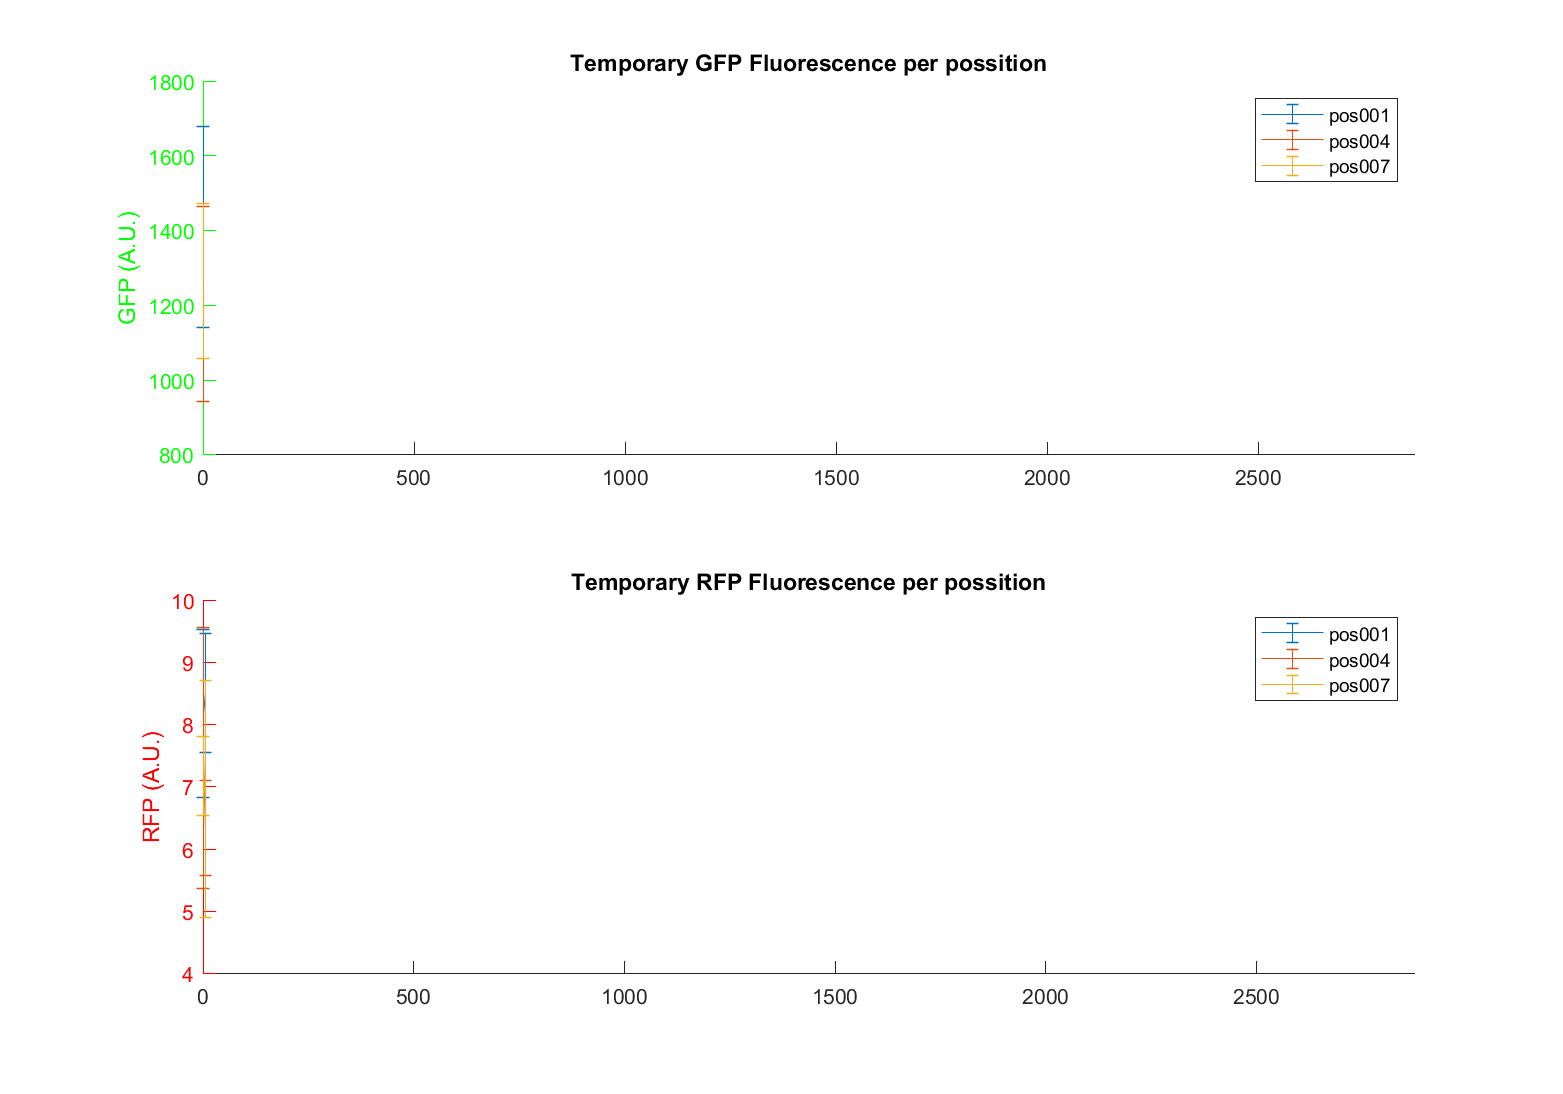 Temporary GFP Fluorescence per possition
1800
1600
1400
1200
1000
800
GFP (A.U.)
0 500 1000 1500 2000 2500
pos001
pos004
pos007
Temporary RFP Fluorescence per possition
10
9
8
7
6
5
4
RFP (A.U.)
0 500 1000 1500 2000 2500
pos001
pos004
pos007